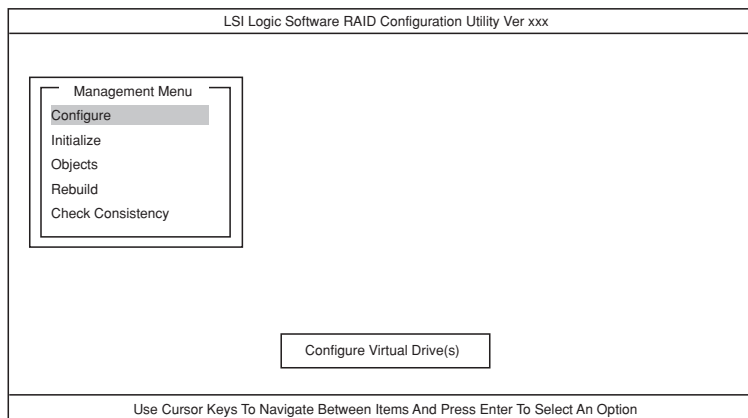 LSI Logic Software RAID Configuration Utility Ver xxx
Management Menu
Configure
Initialize
Objects
Rebuild
Check Consistency
Configure Virtual Drive(s)
Use Cursor Keys To Navigate Between Items And Press Enter To Select An Option